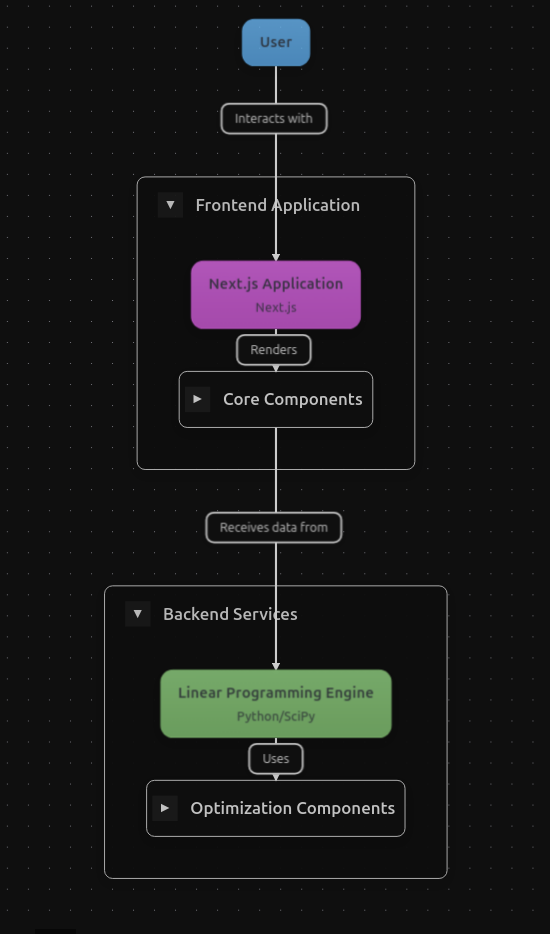 User
Interacts with
Frontend Application
Next.js Application
Next.js
Renders
Core Components
Receives data from
Backend Services
Linear Programming Engine
Python/SciPy
Uses
Optimization Components